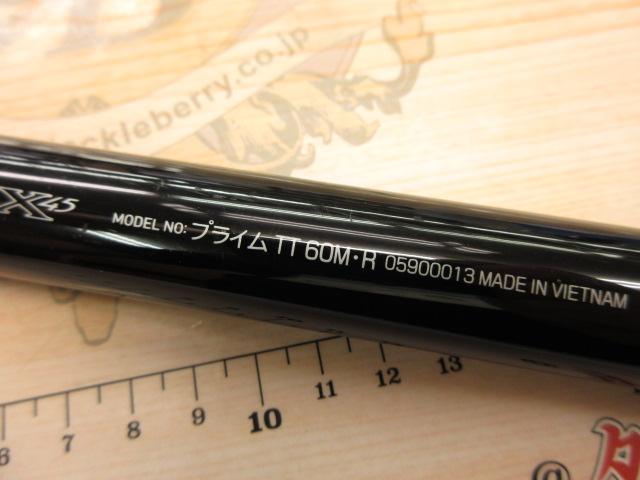 ckleberry.co.jp
X45
MODEL NO: プライム TT 60M・R 05900013 MADE IN VIETNAM
6 7 8 9 10 11 12 13
@